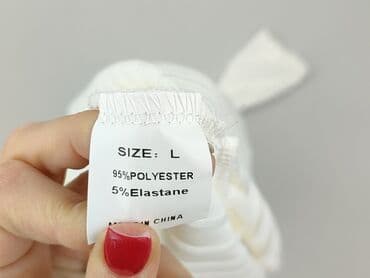 SIZE: L
95%POLYESTER
5%Elastane
IN CHINA